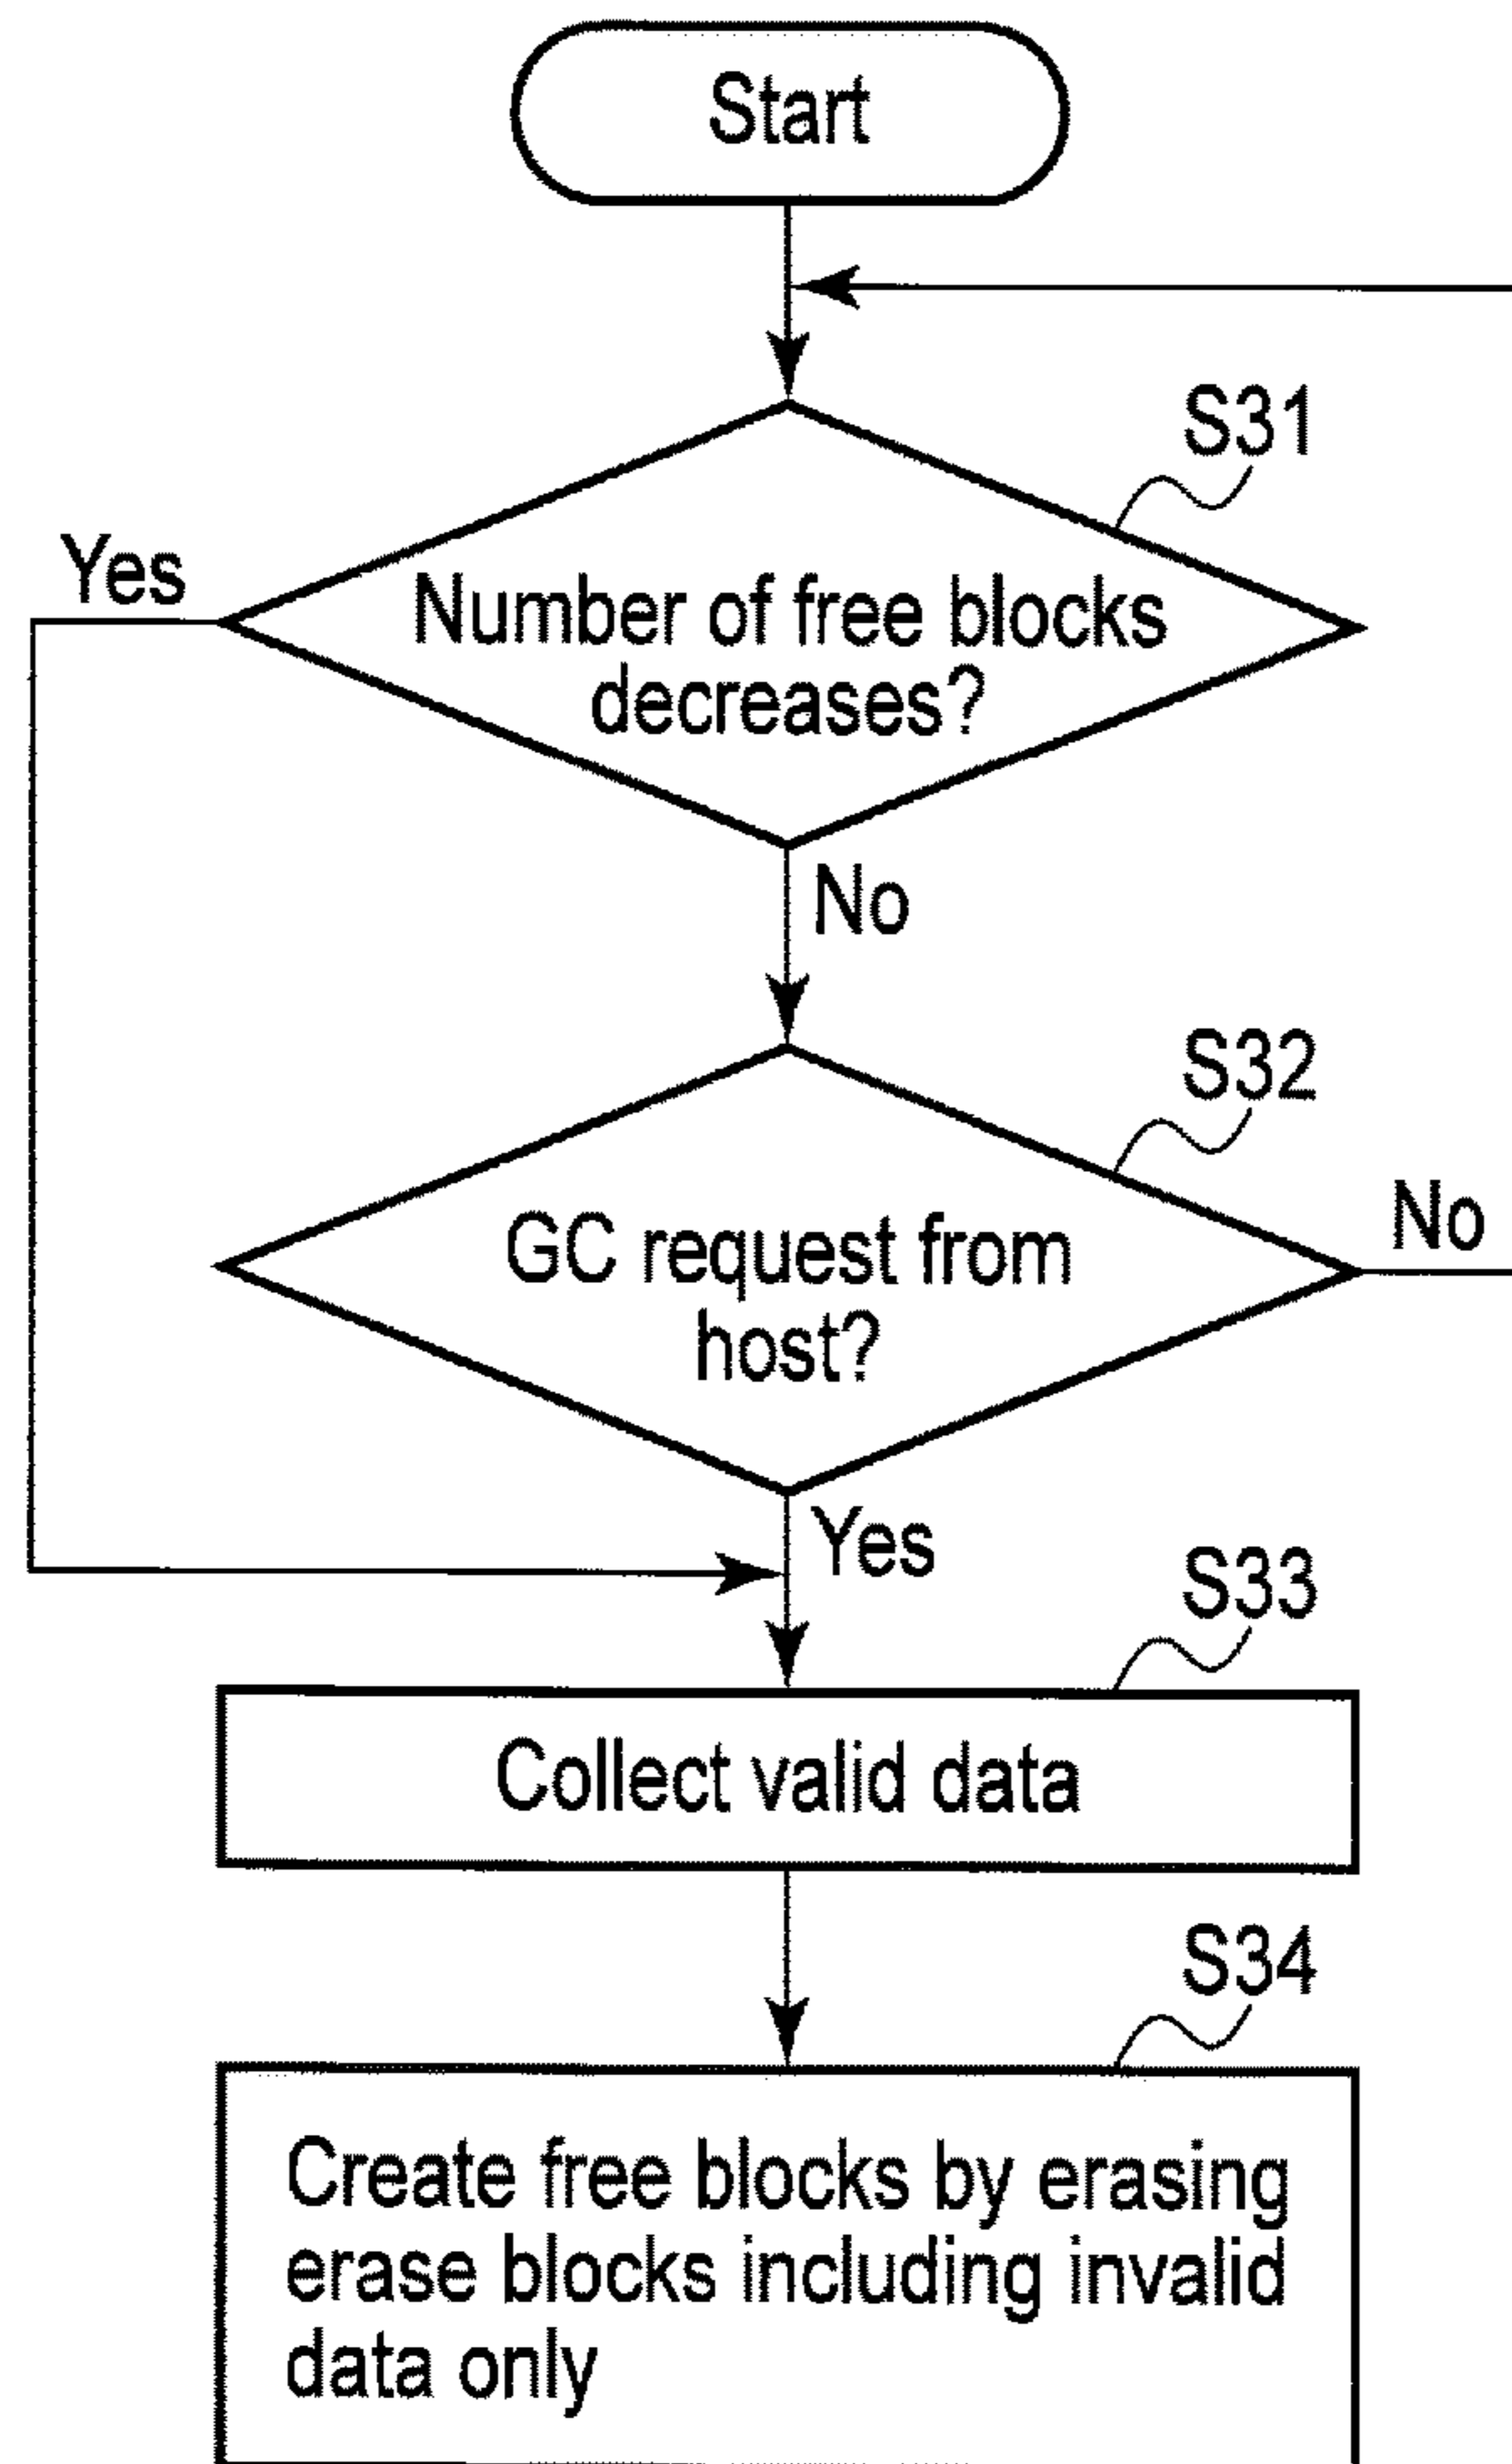 Start
S31
Yes
Number of free blocks
decreases?
No
S32
No
GC request from
host?
Yes
S33
Collect valid data
S34
Create free blocks by erasing
erase blocks including invalid
data only